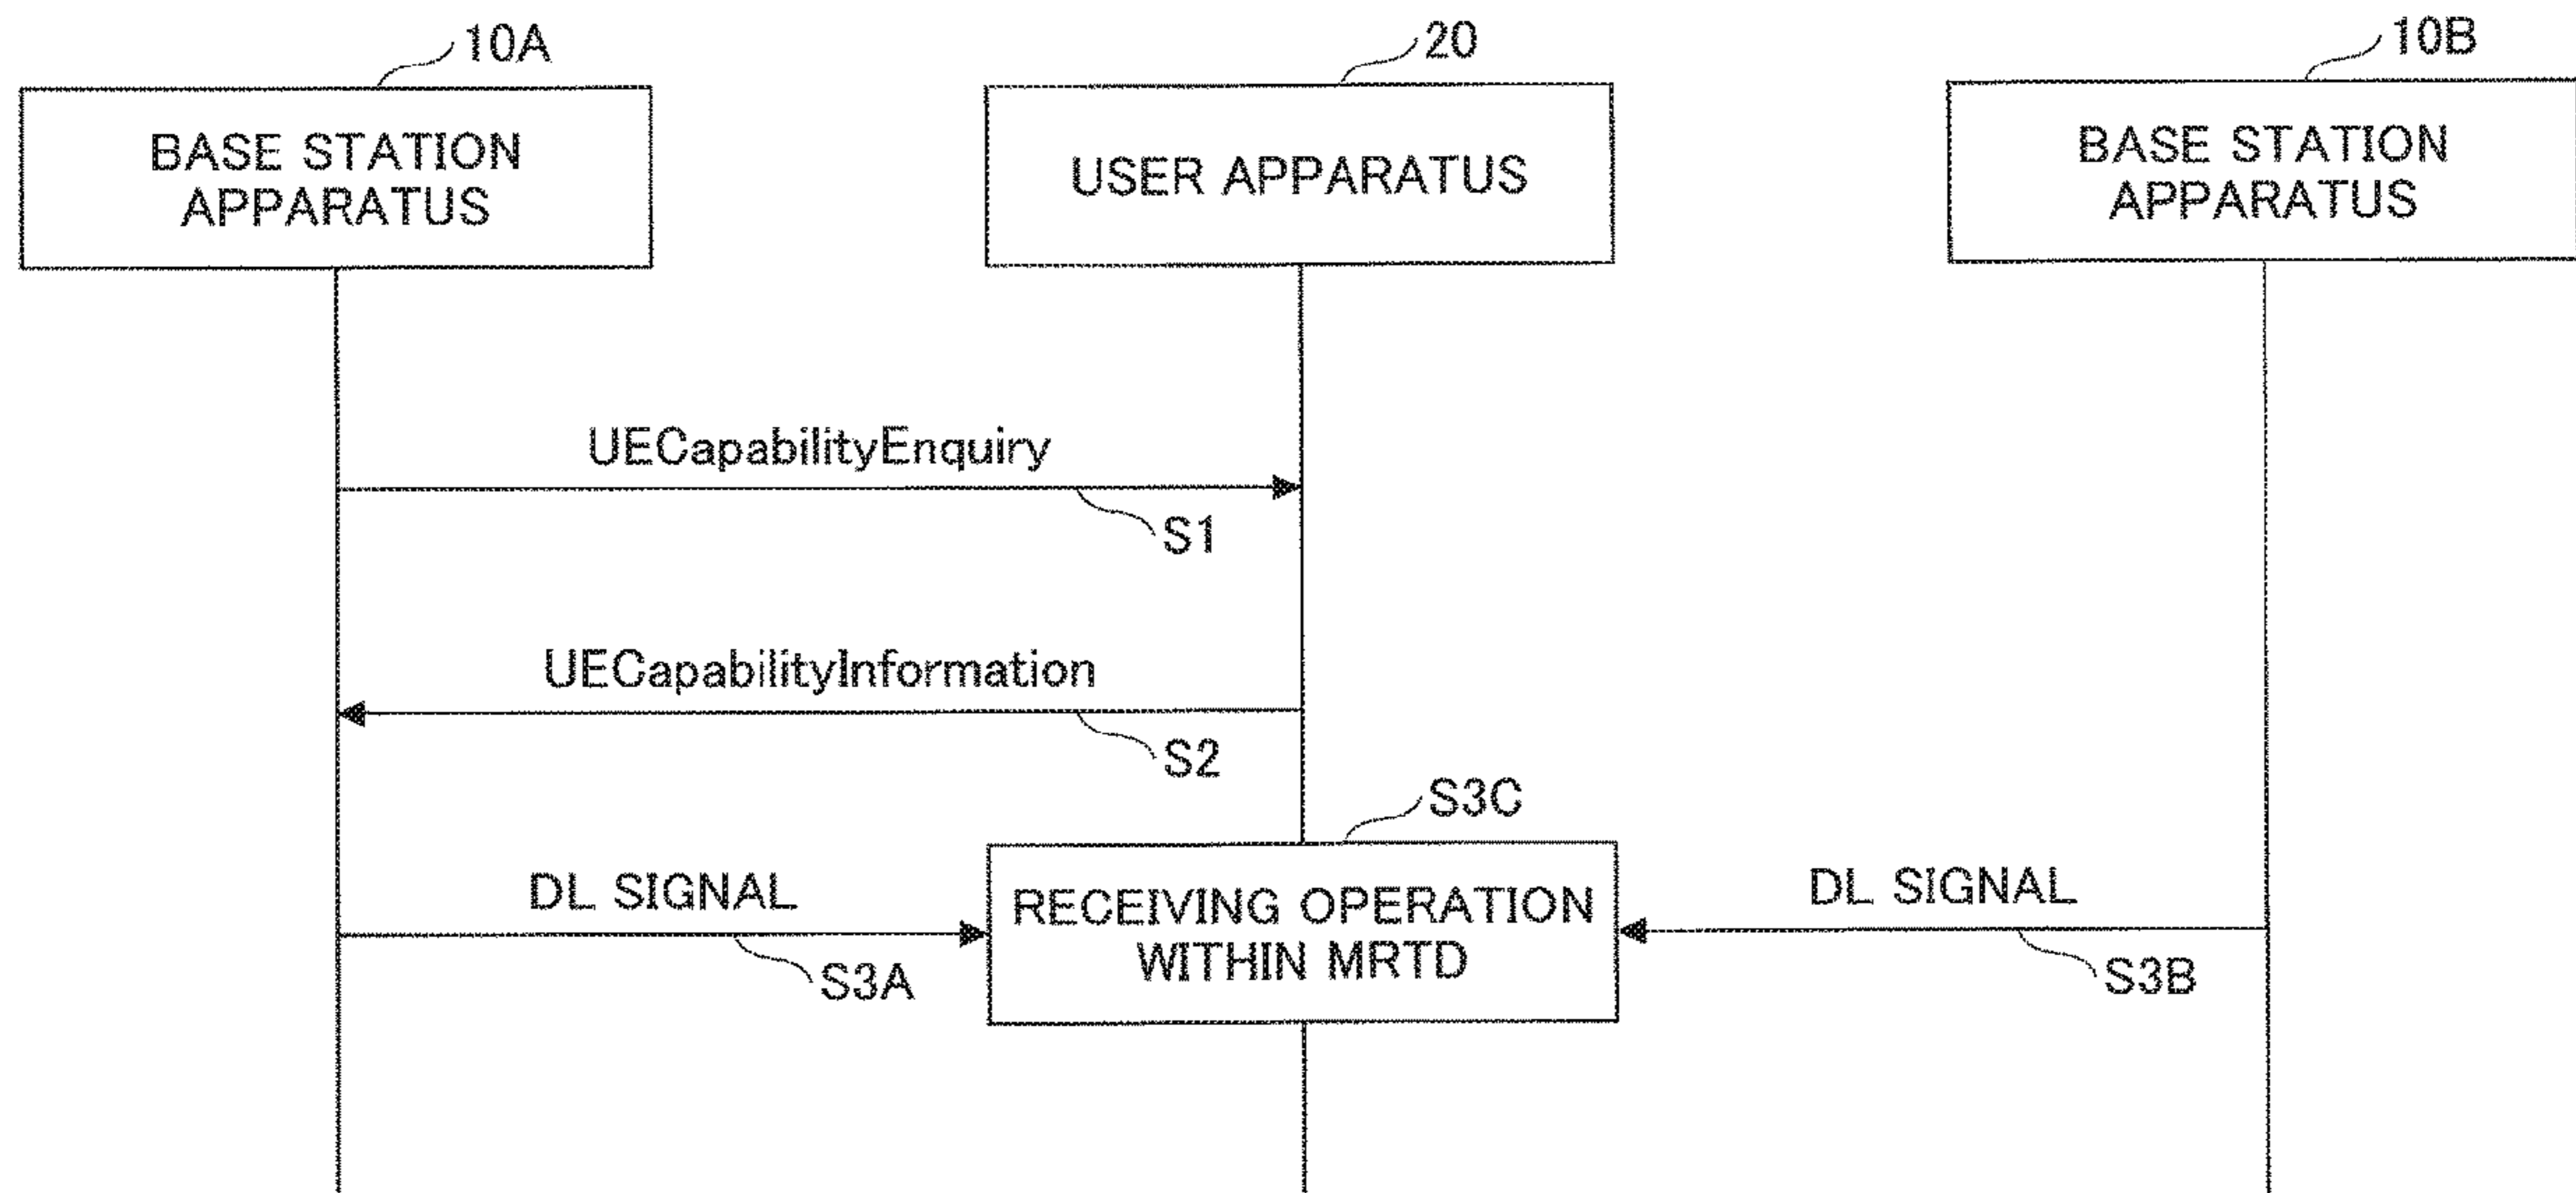 10A
20
10B
BASE STATION
APPARATUS
USER APPARATUS
BASE STATION
APPARATUS
UECapabilityEnquiry
S1
UECapabilityInformation
S2
S3C
DL SIGNAL
RECEIVING OPERATION
WITHIN MRTD
DL SIGNAL
S3A
S3B